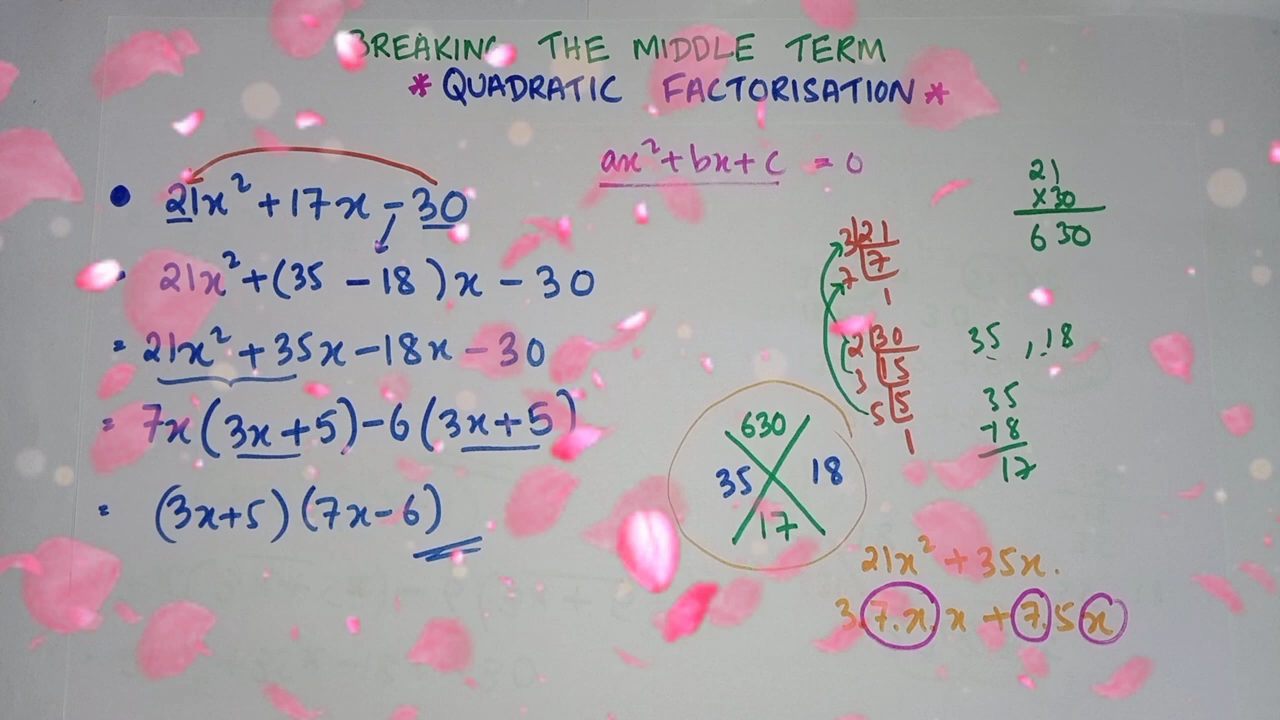 BREAKING THE MIDDLE TERM
* QUADRATIC FACTORISATION *
ax² + bx + c = 0
• 21x² + 17x - 30
21x² + (35 - 18)x - 30
= 21x² + 35x - 18x - 30
= 7x(3x+5) - 6(3x+5)
= (3x+5)(7x-6)
21
×30
630
3|21
7|7
1
2|30
3|15
5|5
1
35, 18
35
-18
17
630
35 18
17
21x² + 35x.
3.7.x.x + 7.5x